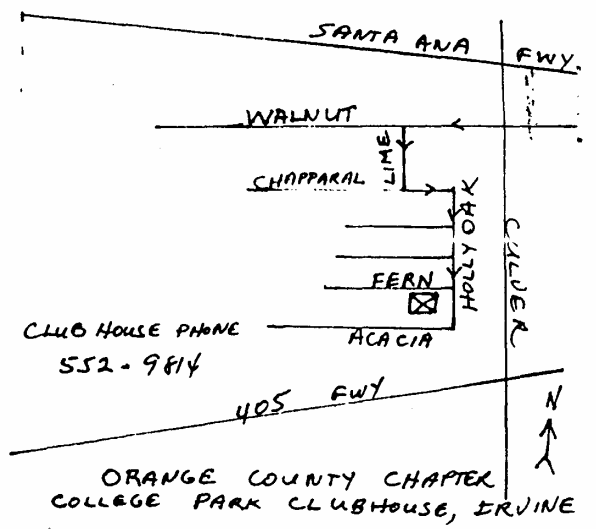 SANTA ANA FWY.
WALNUT
LIME
CHAPPARAL
HOLLY OAK
CULVER
FERN
CLUB HOUSE PHONE
ACACIA
552-9814
405 FWY
N
ORANGE COUNTY CHAPTER
COLLEGE PARK CLUBHOUSE, IRVINE